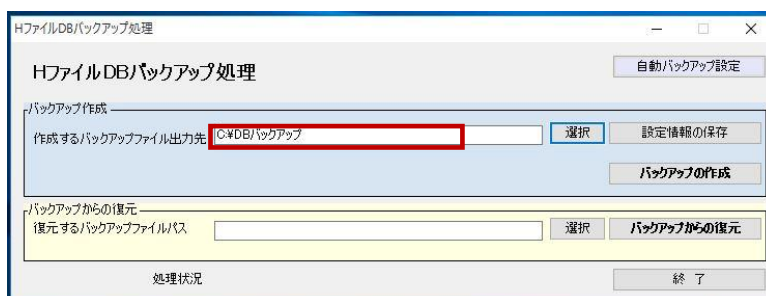 HファイルDBバックアップ処理
HファイルDBバックアップ処理
自動バックアップ設定
バックアップ作成
作成するバックアップファイル出力先
C:¥DBバックアップ
選択
設定情報の保存
バックアップの作成
バックアップからの復元
復元するバックアップファイルパス
選択
バックアップからの復元
処理状況
終 了